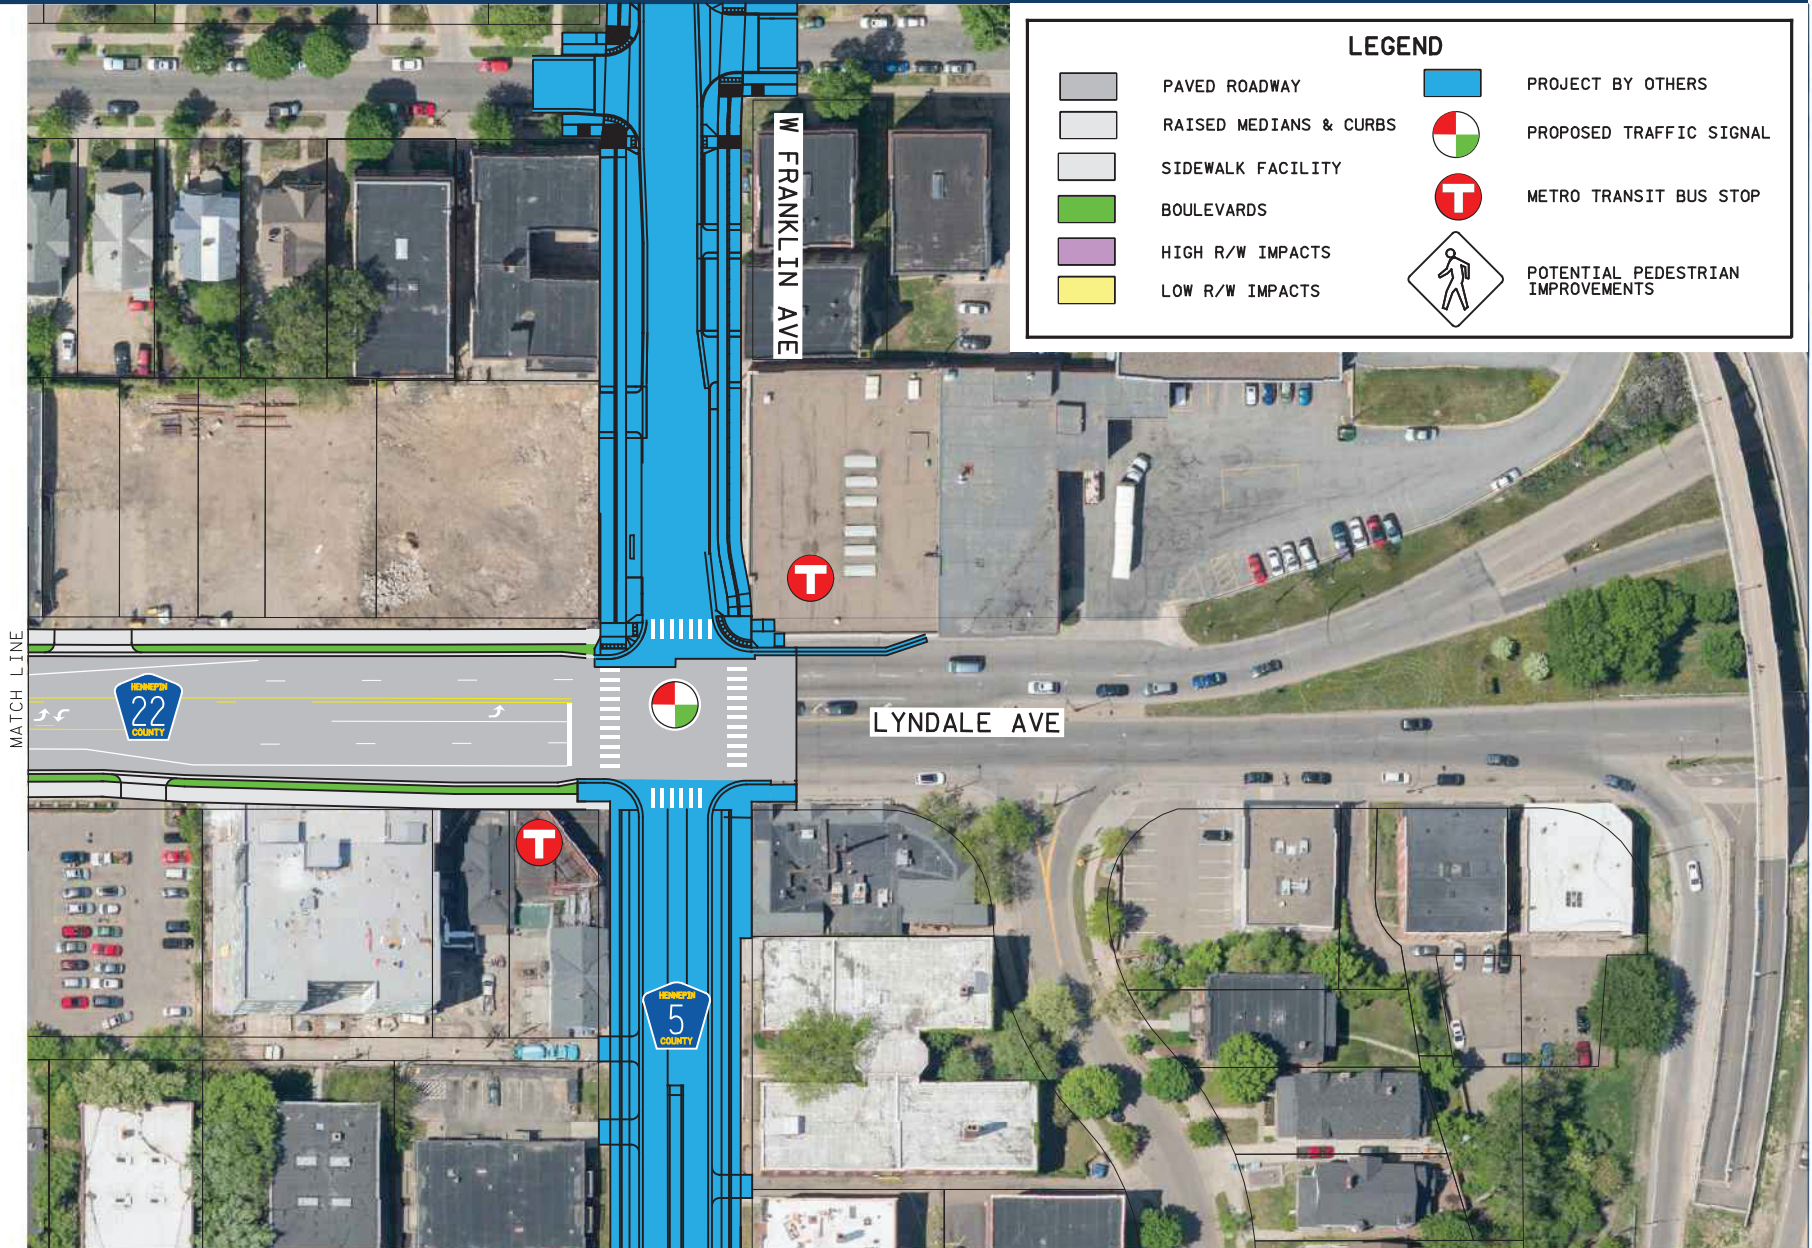 LEGEND
PAVED ROADWAY
RAISED MEDIANS & CURBS
SIDEWALK FACILITY
BOULEVARDS
HIGH R/W IMPACTS
LOW R/W IMPACTS
PROJECT BY OTHERS
PROPOSED TRAFFIC SIGNAL
T
METRO TRANSIT BUS STOP
POTENTIAL PEDESTRIAN
IMPROVEMENTS
W FRANKLIN AVE
T
MATCH LINE
HENNEPIN
22
COUNTY
LYNDALE AVE
T
HENNEPIN
5
COUNTY